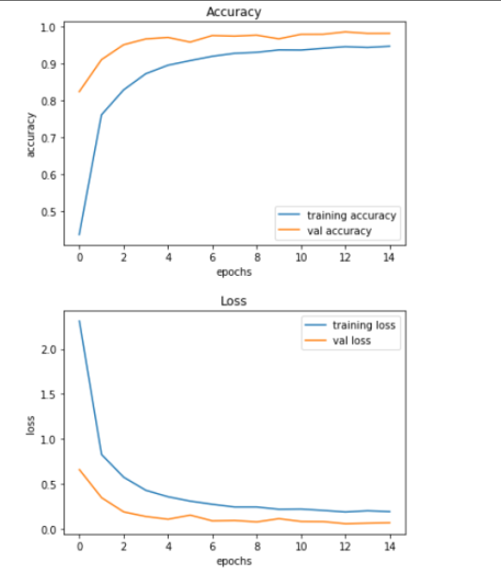 Accuracy
1.0
0.9
0.8
0.7
0.6
0.5
accuracy
training accuracy
val accuracy
0 2 4 6 8 10 12 14
epochs
Loss
2.0
1.5
1.0
0.5
0.0
loss
training loss
val loss
0 2 4 6 8 10 12 14
epochs